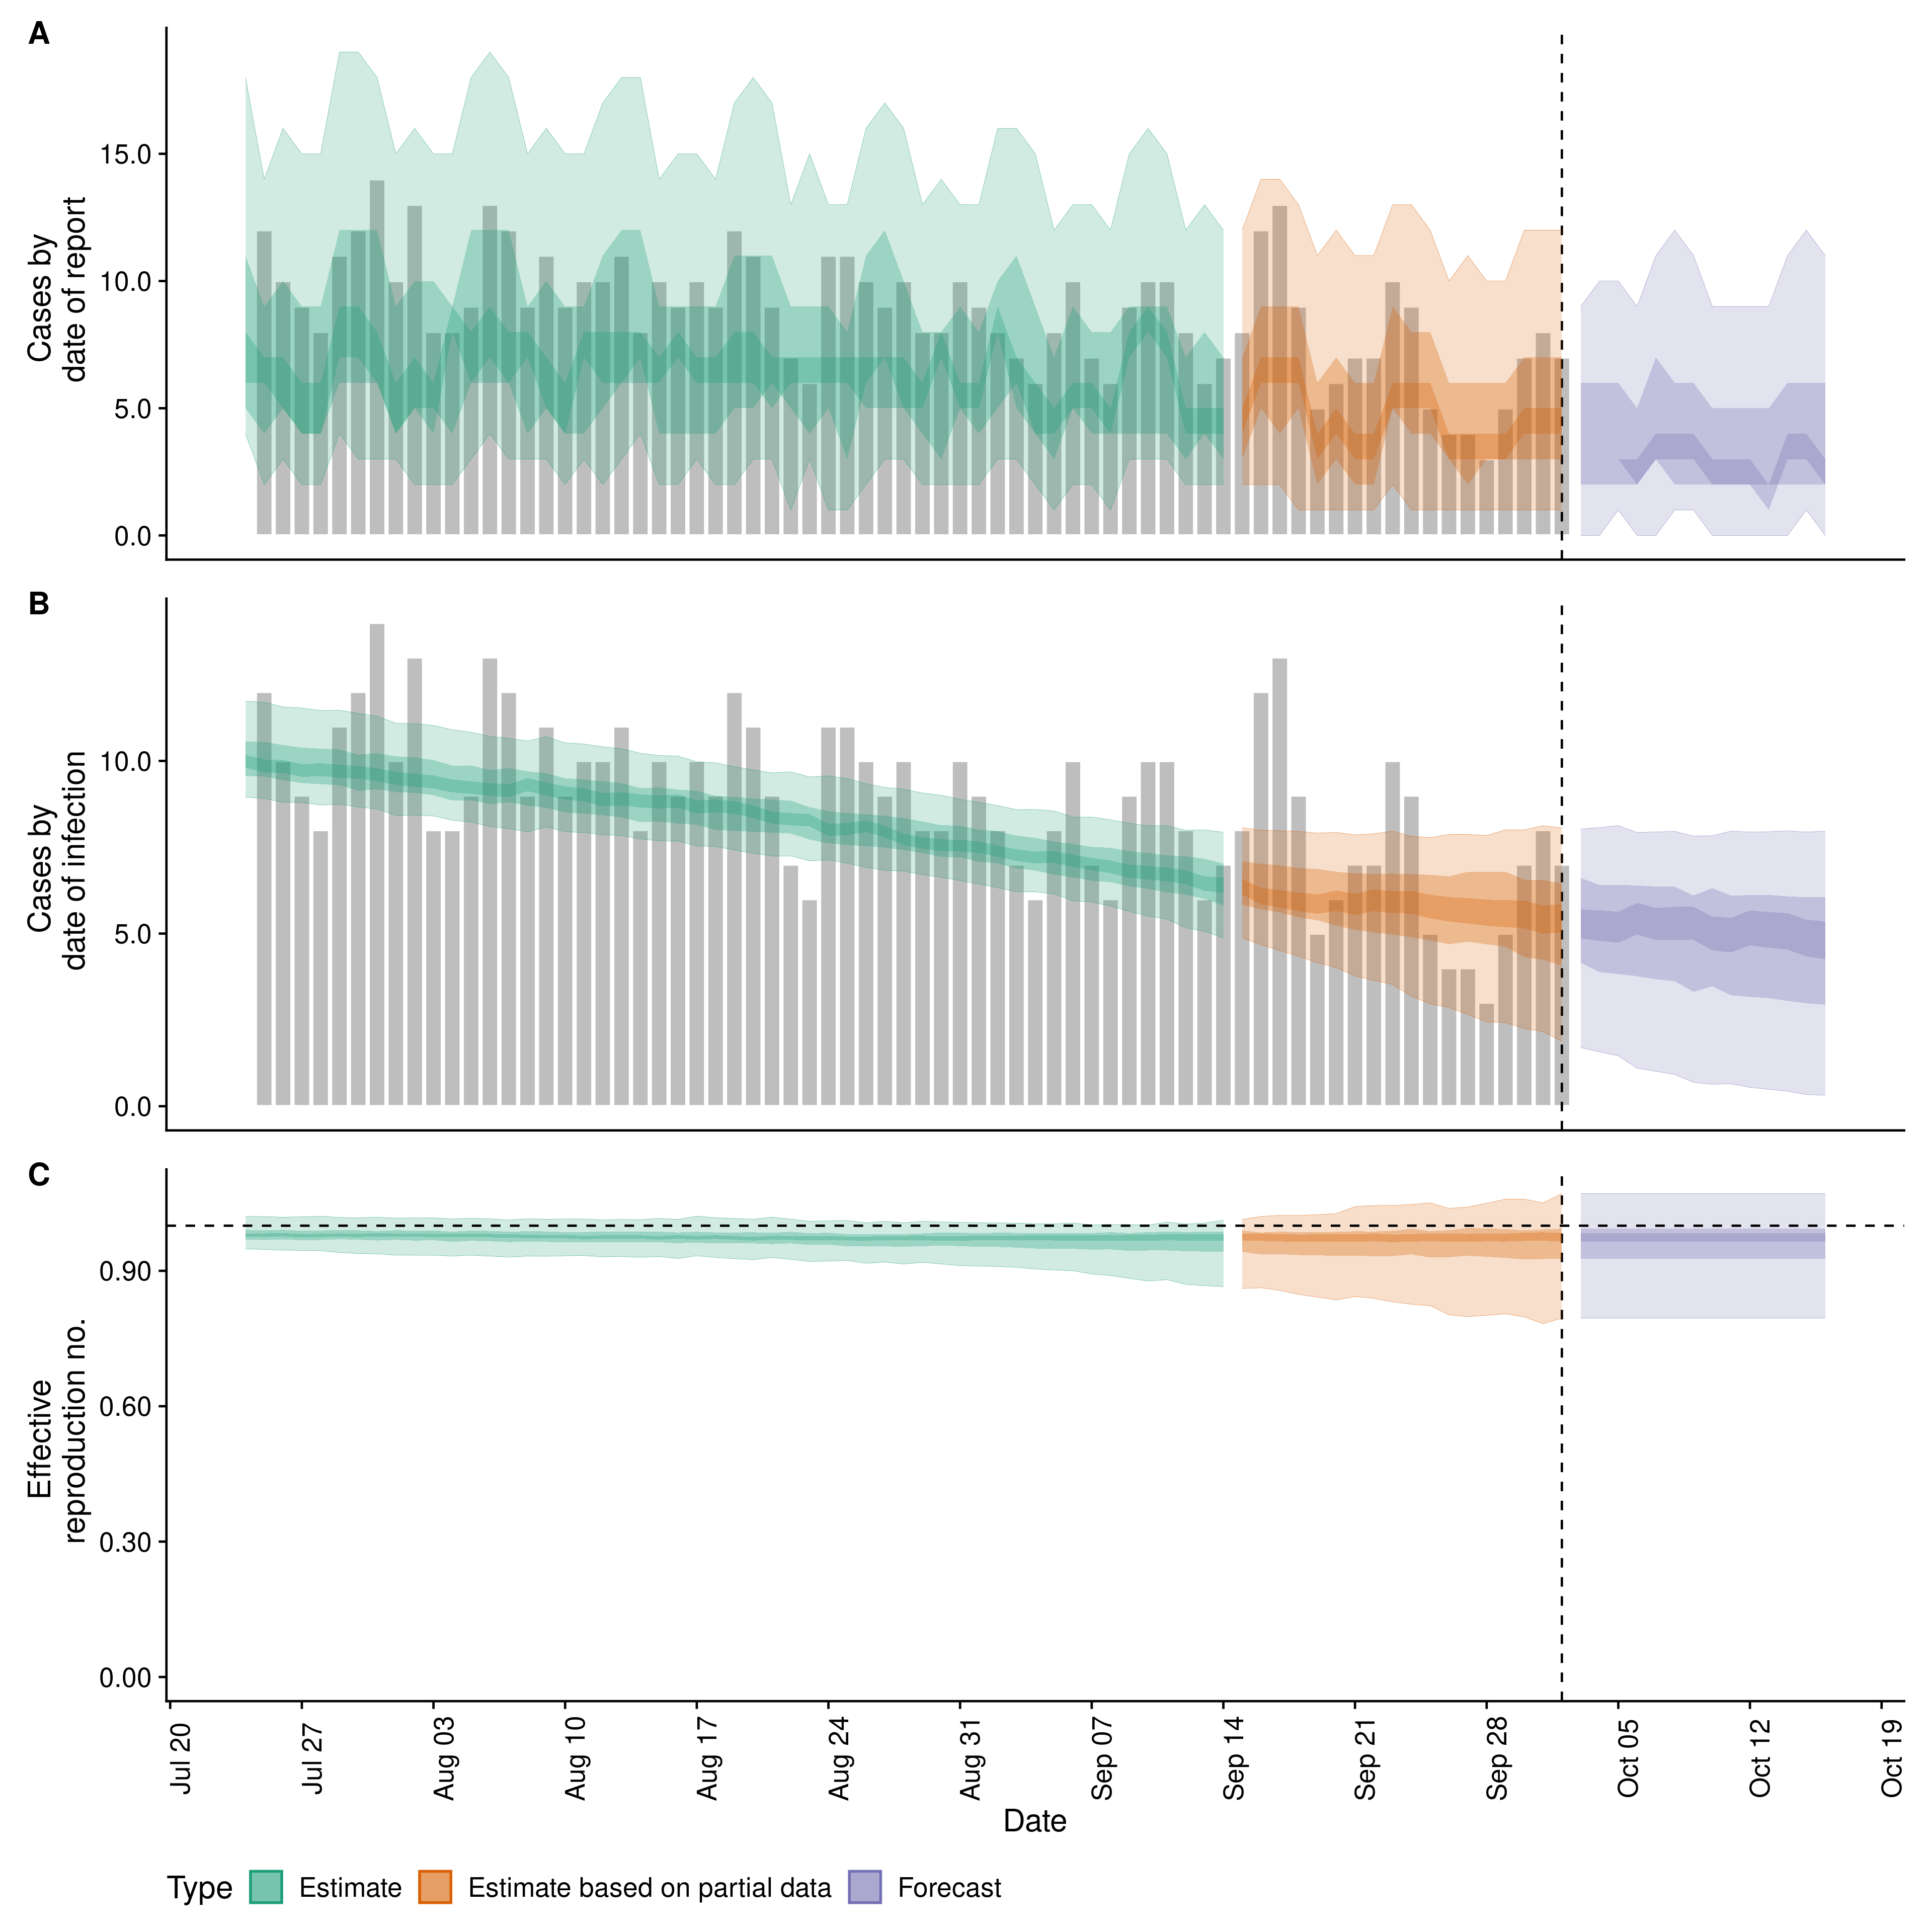 A
Cases by
date of report
15.0
10.0
5.0
0.0
B
Cases by
date of infection
10.0
5.0
0.0
C
Effective
reproduction no.
0.90
0.60
0.30
0.00
Jul 20
Jul 27
Aug 03
Aug 10
Aug 17
Aug 24
Aug 31
Sep 07
Sep 14
Sep 21
Sep 28
Oct 05
Oct 12
Oct 19
Date
Type Estimate Estimate based on partial data Forecast